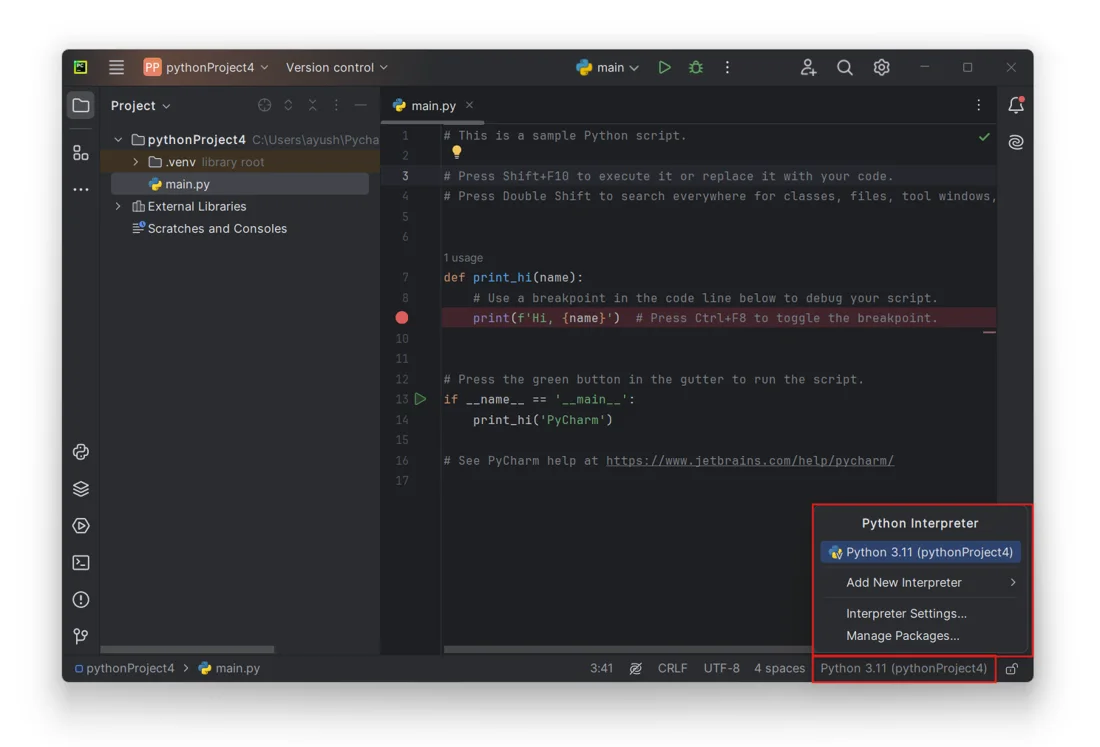 PC
PP pythonProject4 Version control main
Project
main.py
pythonProject4 C:\Users\ayush\Pycha
.venv library root
main.py
External Libraries
Scratches and Consoles
1 # This is a sample Python script.
2
3 # Press Shift+F10 to execute it or replace it with your code.
4 # Press Double Shift to search everywhere for classes, files, tool windows,
5
6
1 usage
7 def print_hi(name):
8 # Use a breakpoint in the code line below to debug your script.
print(f'Hi, {name}') # Press Ctrl+F8 to toggle the breakpoint.
10
11
12 # Press the green button in the gutter to run the script.
13 if __name__ == '__main__':
14 print_hi('PyCharm')
15
16 # See PyCharm help at https://www.jetbrains.com/help/pycharm/
17
Python Interpreter
Python 3.11 (pythonProject4)
Add New Interpreter
Interpreter Settings...
Manage Packages...
pythonProject4 main.py 3:41 CRLF UTF-8 4 spaces Python 3.11 (pythonProject4)